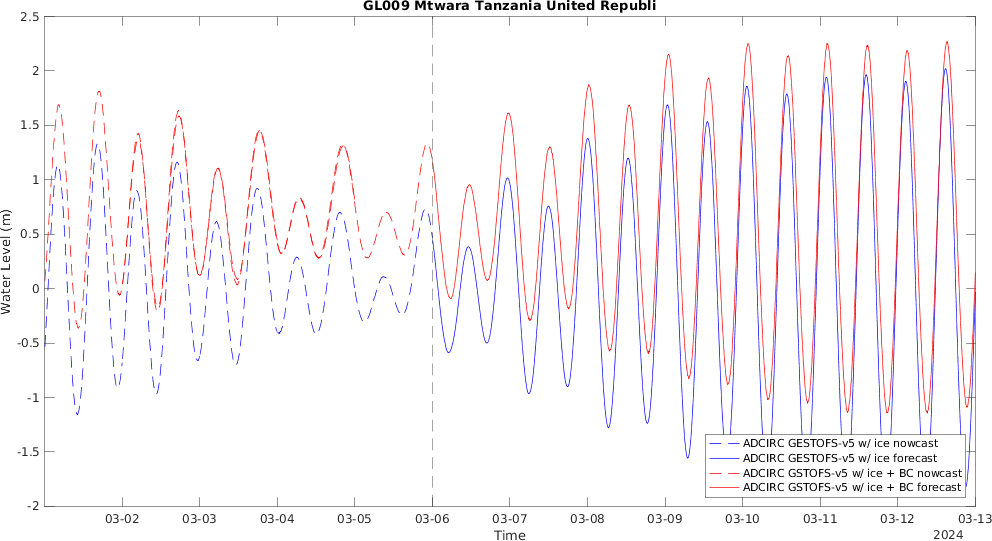 GL009 Mtwara Tanzania United Republi
2.5
2
1.5
1
0.5
0
-0.5
-1
-1.5
-2
Water Level (m)
ADCIRC GESTOFS-v5 w/ ice nowcast
ADCIRC GESTOFS-v5 w/ ice forecast
ADCIRC GSTOFS-v5 w/ ice + BC nowcast
ADCIRC GSTOFS-v5 w/ ice + BC forecast
03-02 03-03 03-04 03-05 03-06 03-07 03-08 03-09 03-10 03-11 03-12 03-13
Time
2024